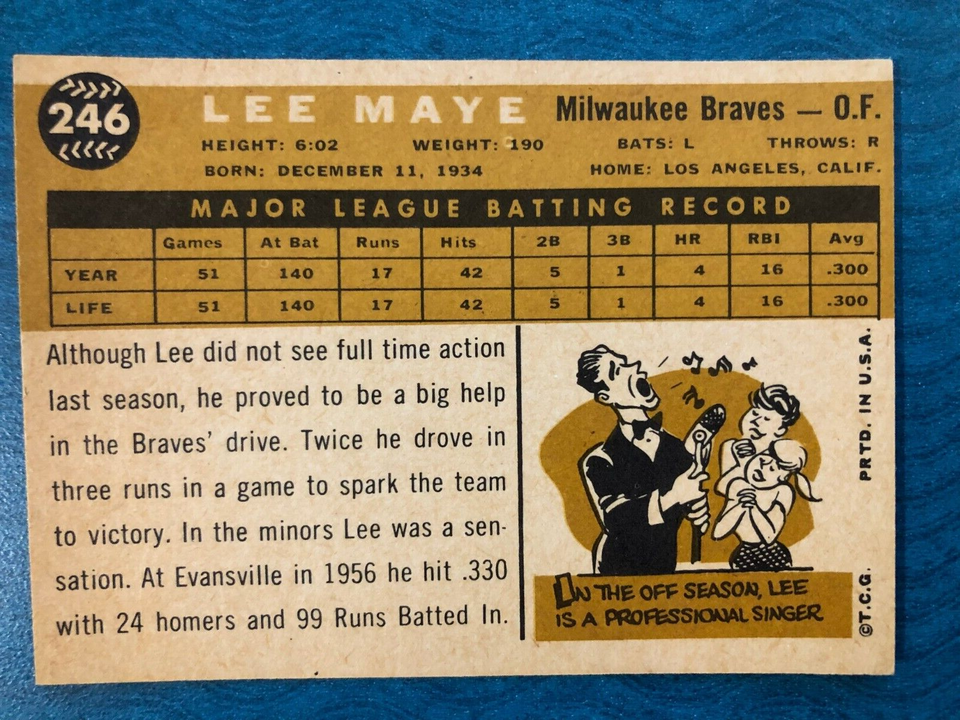 246
LEE MAYE Milwaukee Braves — O.F.
HEIGHT: 6:02 WEIGHT: 190 BATS: L THROWS: R
BORN: DECEMBER 11, 1934 HOME: LOS ANGELES, CALIF.
MAJOR LEAGUE BATTING RECORD
Games At Bat Runs Hits 2B 3B HR RBI Avg
YEAR 51 140 17 42 5 1 4 16 .300
LIFE 51 140 17 42 5 1 4 16 .300
Although Lee did not see full time action
last season, he proved to be a big help
in the Braves' drive. Twice he drove in
three runs in a game to spark the team
to victory. In the minors Lee was a sen-
sation. At Evansville in 1956 he hit .330
with 24 homers and 99 Runs Batted In.
IN THE OFF SEASON, LEE
IS A PROFESSIONAL SINGER
©T.C.G. PRTD. IN U.S.A.